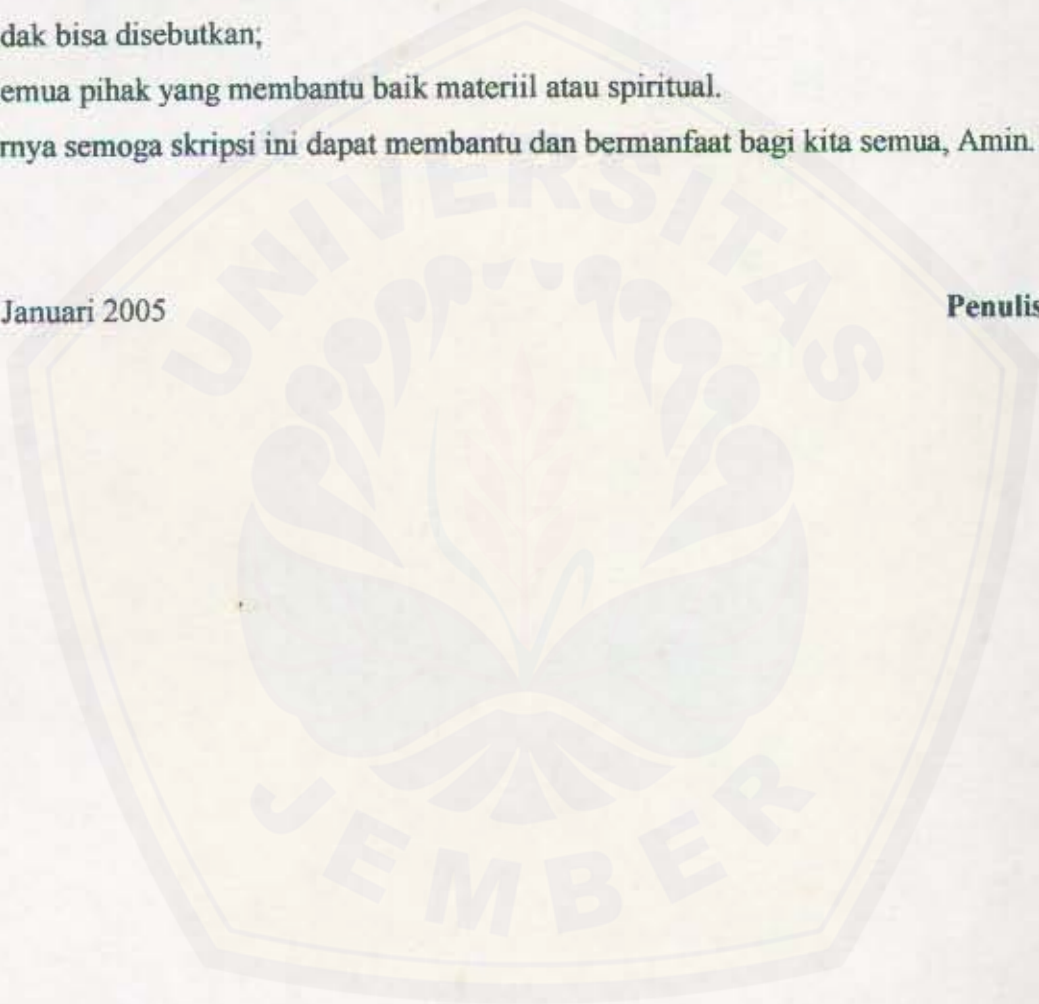 dak bisa disebutkan;
emua pihak yang membantu baik materiil atau spiritual.
rnya semoga skripsi ini dapat membantu dan bermanfaat bagi kita semua, Amin.
Januari 2005 Penulis
UNIVERSITAS
JEMBER